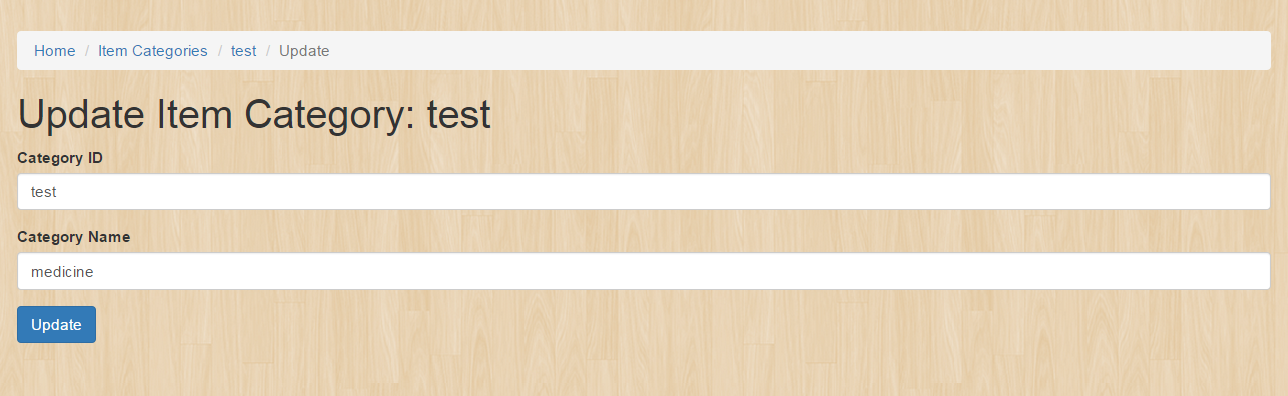 Home / Item Categories / test / Update
Update Item Category: test
Category ID
test
Category Name
medicine
Update